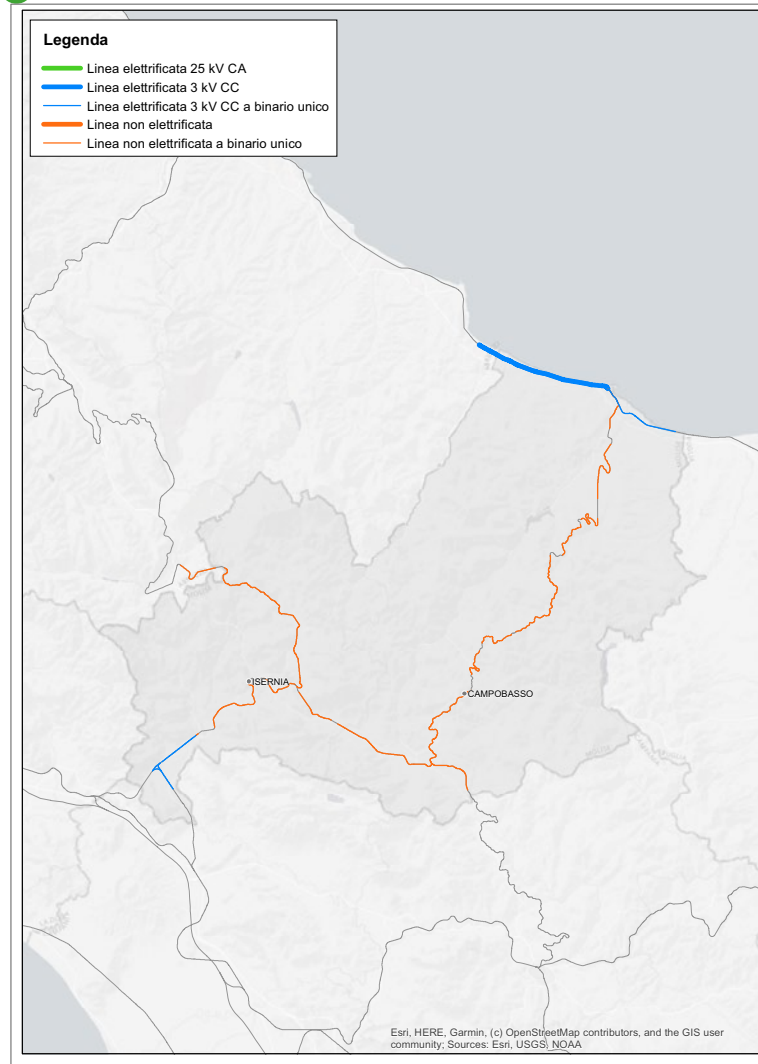 Legenda
Linea elettrificata 25 kV CA
Linea elettrificata 3 kV CC
Linea elettrificata 3 kV CC a binario unico
Linea non elettrificata
Linea non elettrificata a binario unico
ISERNIA
CAMPOBASSO
MOLISE
Esri, HERE, Garmin, (c) OpenStreetMap contributors, and the GIS user
community; Sources: Esri, USGS, NOAA